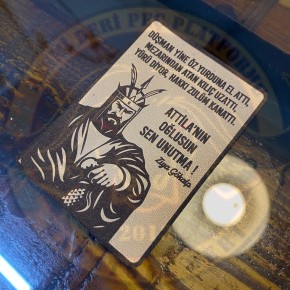 DÜŞMAN YİNE ÖZ YURDUNA EL ATTI,
MEZARINDAN ATAN KILIÇ UZATTI,
YÜRÜ DİYOR, HAKKI ZULÜM KANATTI,
ATTİLA'NIN
OĞLUSUN
SEN UNUTMA !
Ziya Gökalp